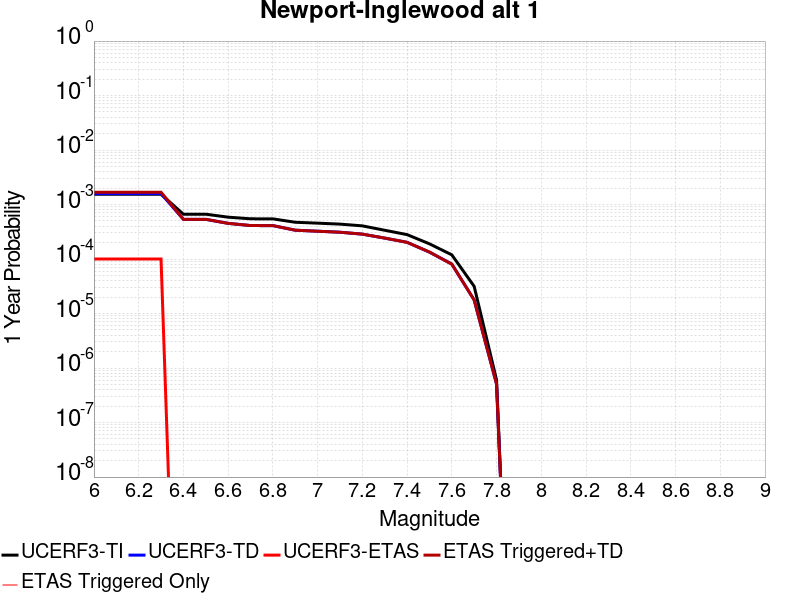 Newport-Inglewood alt 1
10^0
10^-1
10^-2
10^-3
10^-4
10^-5
10^-6
10^-7
10^-8
1 Year Probability
6 6.2 6.4 6.6 6.8 7 7.2 7.4 7.6 7.8 8 8.2 8.4 8.6 8.8 9
Magnitude
UCERF3-TI UCERF3-TD UCERF3-ETAS ETAS Triggered+TD
ETAS Triggered Only